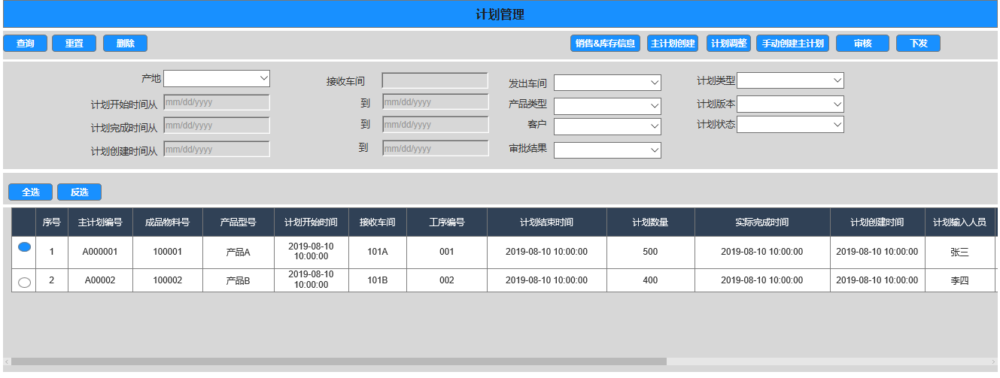 计划管理
查询 重置 删除 销售&库存信息 主计划创建 计划调整 手动创建主计划 审核 下发
产地 接收车间 发出车间 计划类型
计划开始时间从 mm/dd/yyyy 到 mm/dd/yyyy 产品类型 计划版本
计划完成时间从 mm/dd/yyyy 到 mm/dd/yyyy 客户 计划状态
计划创建时间从 mm/dd/yyyy 到 mm/dd/yyyy 审批结果
全选 反选
序号 主计划编号 成品物料号 产品型号 计划开始时间 接收车间 工序编号 计划结束时间 计划数量 实际完成时间 计划创建时间 计划输入人员
1 A000001 100001 产品A 2019-08-10 10:00:00 101A 001 2019-08-10 10:00:00 500 2019-08-10 10:00:00 2019-08-10 10:00:00 张三
2 A00002 100002 产品B 2019-08-10 10:00:00 101B 002 2019-08-10 10:00:00 400 2019-08-10 10:00:00 2019-08-10 10:00:00 李四